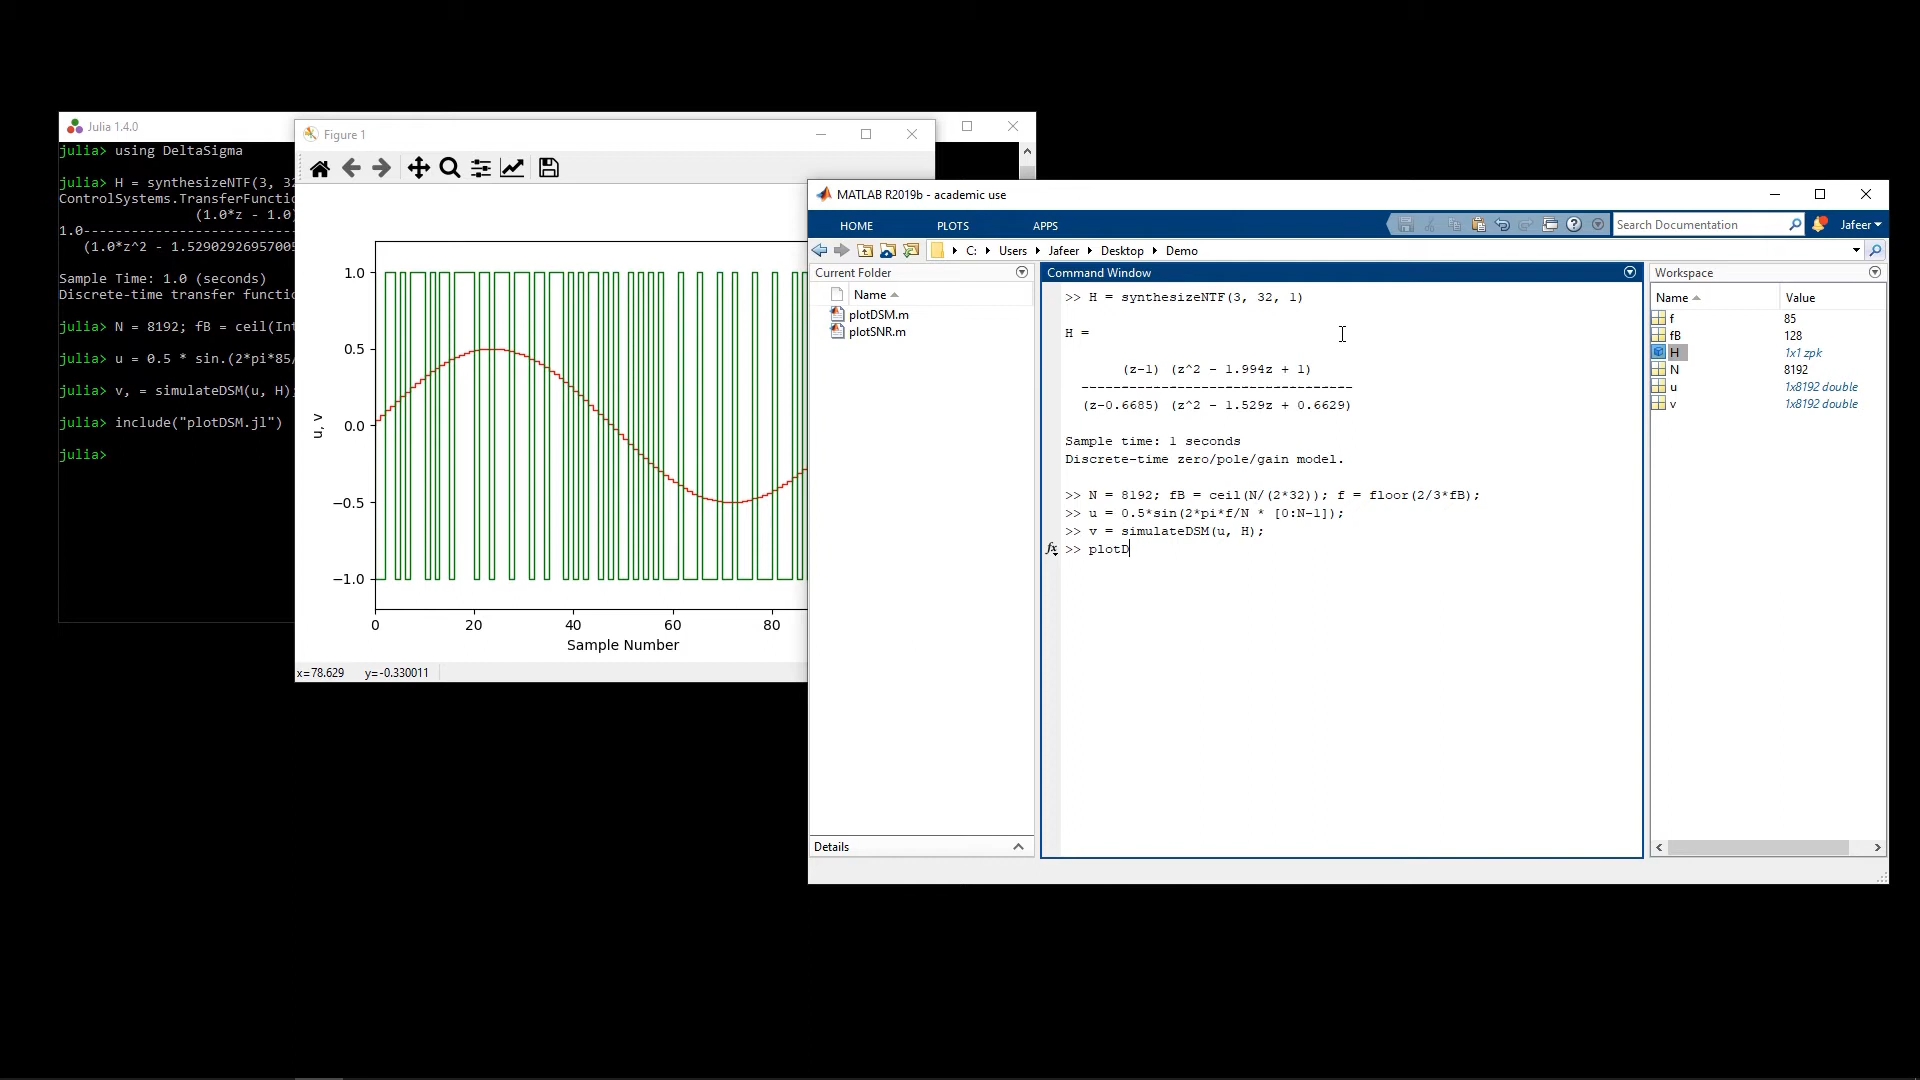 Julia 1.4.0
julia> using DeltaSigma
julia> H = synthesizeNTF(3, 32
ControlSystems.TransferFunctio
(1.0*z - 1.0)
1.0--------------------------
(1.0*z^2 - 1.5290292695700
Sample Time: 1.0 (seconds)
Discrete-time transfer functio
julia> N = 8192; fB = ceil(Int
julia> u = 0.5 * sin.(2*pi*85/
julia> v, = simulateDSM(u, H);
julia> include("plotDSM.jl")
julia>
Figure 1
1.0
0.5
0.0
−0.5
−1.0
u, v
0 20 40 60 80
Sample Number
x=78.629 y=-0.330011
MATLAB R2019b - academic use
HOME PLOTS APPS
Search Documentation
Jafeer
C: Users Jafeer Desktop Demo
Current Folder
Name
plotDSM.m
plotSNR.m
Details
Command Window
>> H = synthesizeNTF(3, 32, 1)
H =
(z-1) (z^2 - 1.994z + 1)
---------------------------------
(z-0.6685) (z^2 - 1.529z + 0.6629)
Sample time: 1 seconds
Discrete-time zero/pole/gain model.
>> N = 8192; fB = ceil(N/(2*32)); f = floor(2/3*fB);
>> u = 0.5*sin(2*pi*f/N * [0:N-1]);
>> v = simulateDSM(u, H);
fx >> plotD
Workspace
Name Value
f 85
fB 128
H 1x1 zpk
N 8192
u 1x8192 double
v 1x8192 double